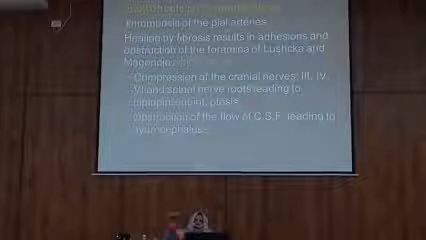 Thrombosis of the pial arteries
Healing by fibrosis results in adhesions and
obstruction of the foramina of Lushcka and
Magendie
Compression of the cranial nerves: III, IV,
VI and spinal nerve roots leading to
ptosis
Obstruction of the flow of C.S.F. leading to
hydrocephalus.